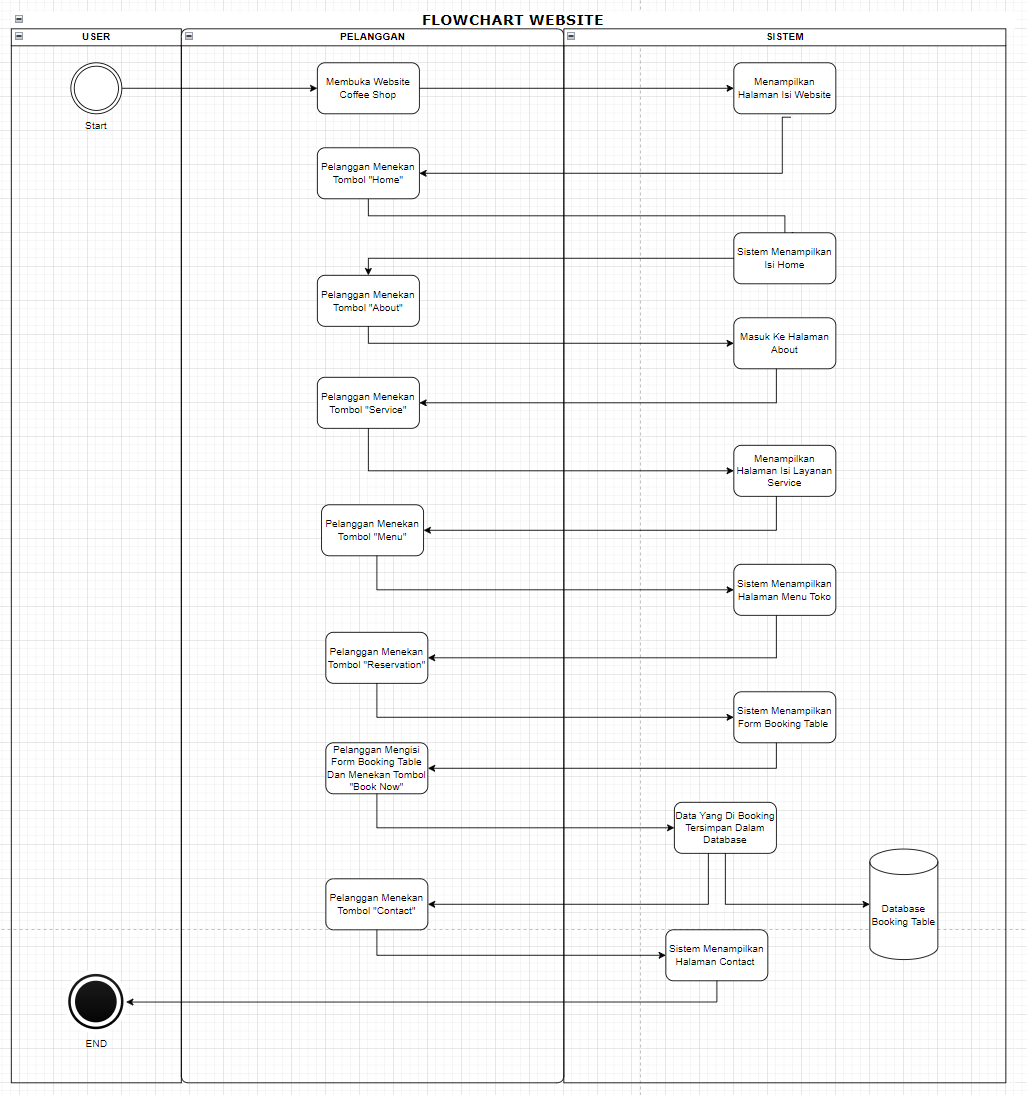 FLOWCHART WEBSITE
USER
PELANGGAN
SISTEM
Start
Membuka Website
Coffee Shop
Menampilkan
Halaman Isi Website
Pelanggan Menekan
Tombol "Home"
Sistem Menampilkan
Isi Home
Pelanggan Menekan
Tombol "About"
Masuk Ke Halaman
About
Pelanggan Menekan
Tombol "Service"
Menampilkan
Halaman Isi Layanan
Service
Pelanggan Menekan
Tombol "Menu"
Sistem Menampilkan
Halaman Menu Toko
Pelanggan Menekan
Tombol "Reservation"
Sistem Menampilkan
Form Booking Table
Pelanggan Mengisi
Form Booking Table
Dan Menekan Tombol
"Book Now"
Data Yang Di Booking
Tersimpan Dalam
Database
Pelanggan Menekan
Tombol "Contact"
Database
Booking Table
Sistem Menampilkan
Halaman Contact
END